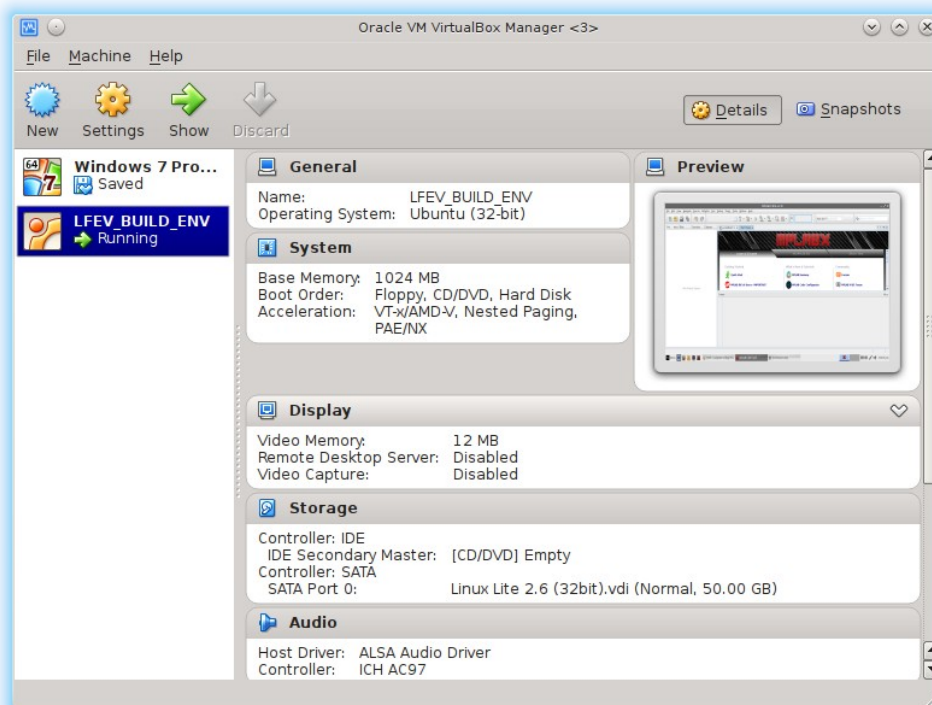 Oracle VM VirtualBox Manager <3>
File Machine Help
New Settings Show Discard
Details Snapshots
64
7
Windows 7 Pro...
Saved
LFEV_BUILD_ENV
Running
General
Name: LFEV_BUILD_ENV
Operating System: Ubuntu (32-bit)
System
Base Memory: 1024 MB
Boot Order: Floppy, CD/DVD, Hard Disk
Acceleration: VT-x/AMD-V, Nested Paging,
PAE/NX
Preview
MPLABX
Display
Video Memory: 12 MB
Remote Desktop Server: Disabled
Video Capture: Disabled
Storage
Controller: IDE
IDE Secondary Master: [CD/DVD] Empty
Controller: SATA
SATA Port 0: Linux Lite 2.6 (32bit).vdi (Normal, 50.00 GB)
Audio
Host Driver: ALSA Audio Driver
Controller: ICH AC97